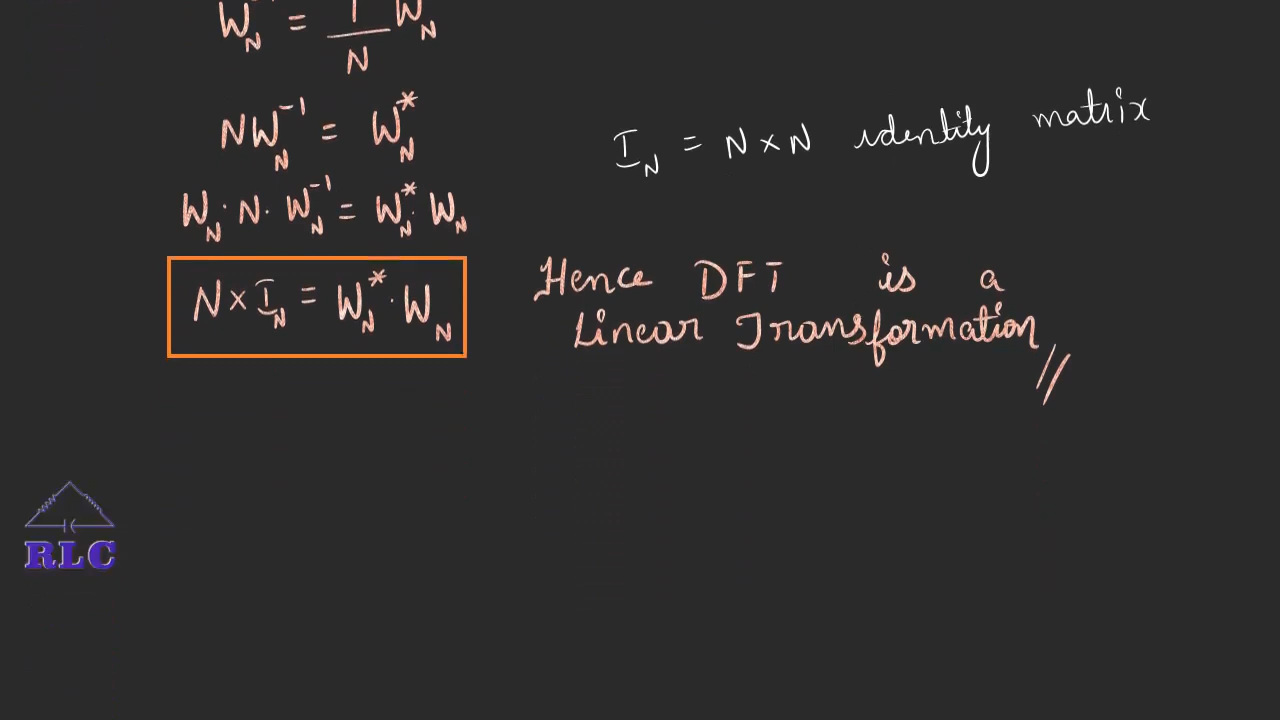 W_N^{-1} = 1/N W_N^*
N W_N^{-1} = W_N^*
I_N = N × N identity matrix
W_N · N · W_N^{-1} = W_N^* · W_N
N × I_N = W_N^* · W_N
Hence DFT is a
Linear Transformation //
RLC